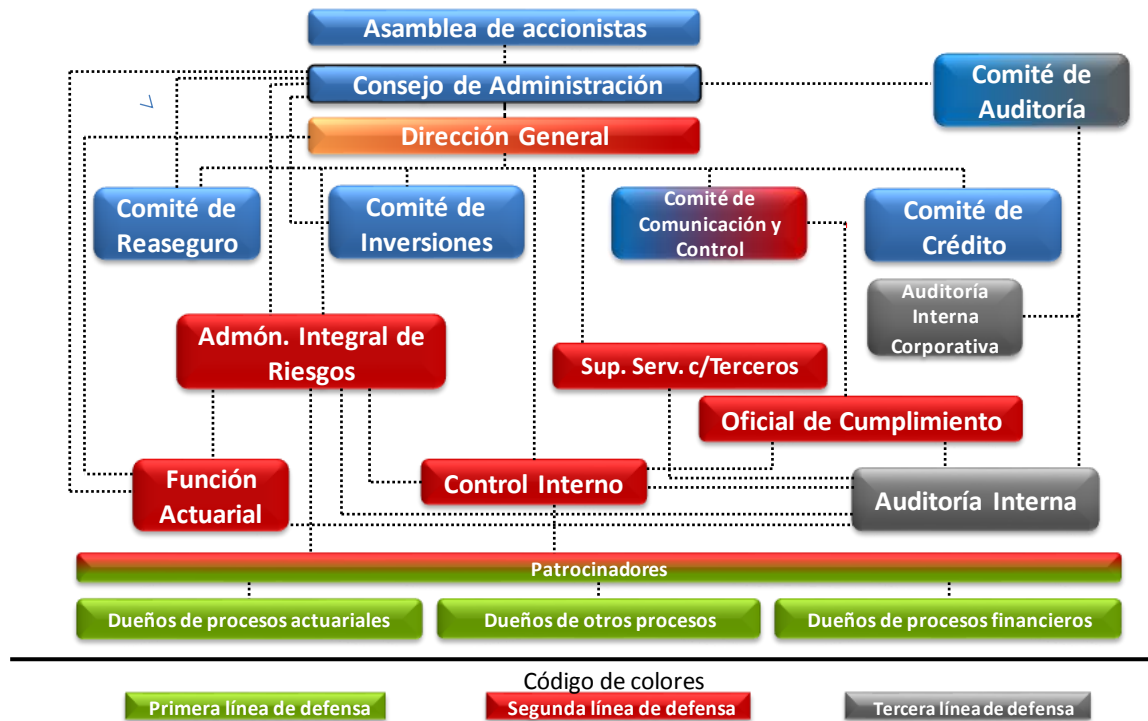 Asamblea de accionistas
Consejo de Administración
Comité de
Auditoría
Dirección General
Comité de
Reaseguro
Comité de
Inversiones
Comité de
Comunicación y
Control
Comité de
Crédito
Auditoría
Interna
Corporativa
Admón. Integral de
Riesgos
Sup. Serv. c/Terceros
Oficial de Cumplimiento
Función
Actuarial
Control Interno
Auditoría Interna
Patrocinadores
Dueños de procesos actuariales
Dueños de otros procesos
Dueños de procesos financieros
Código de colores
Primera línea de defensa
Segunda línea de defensa
Tercera línea de defensa